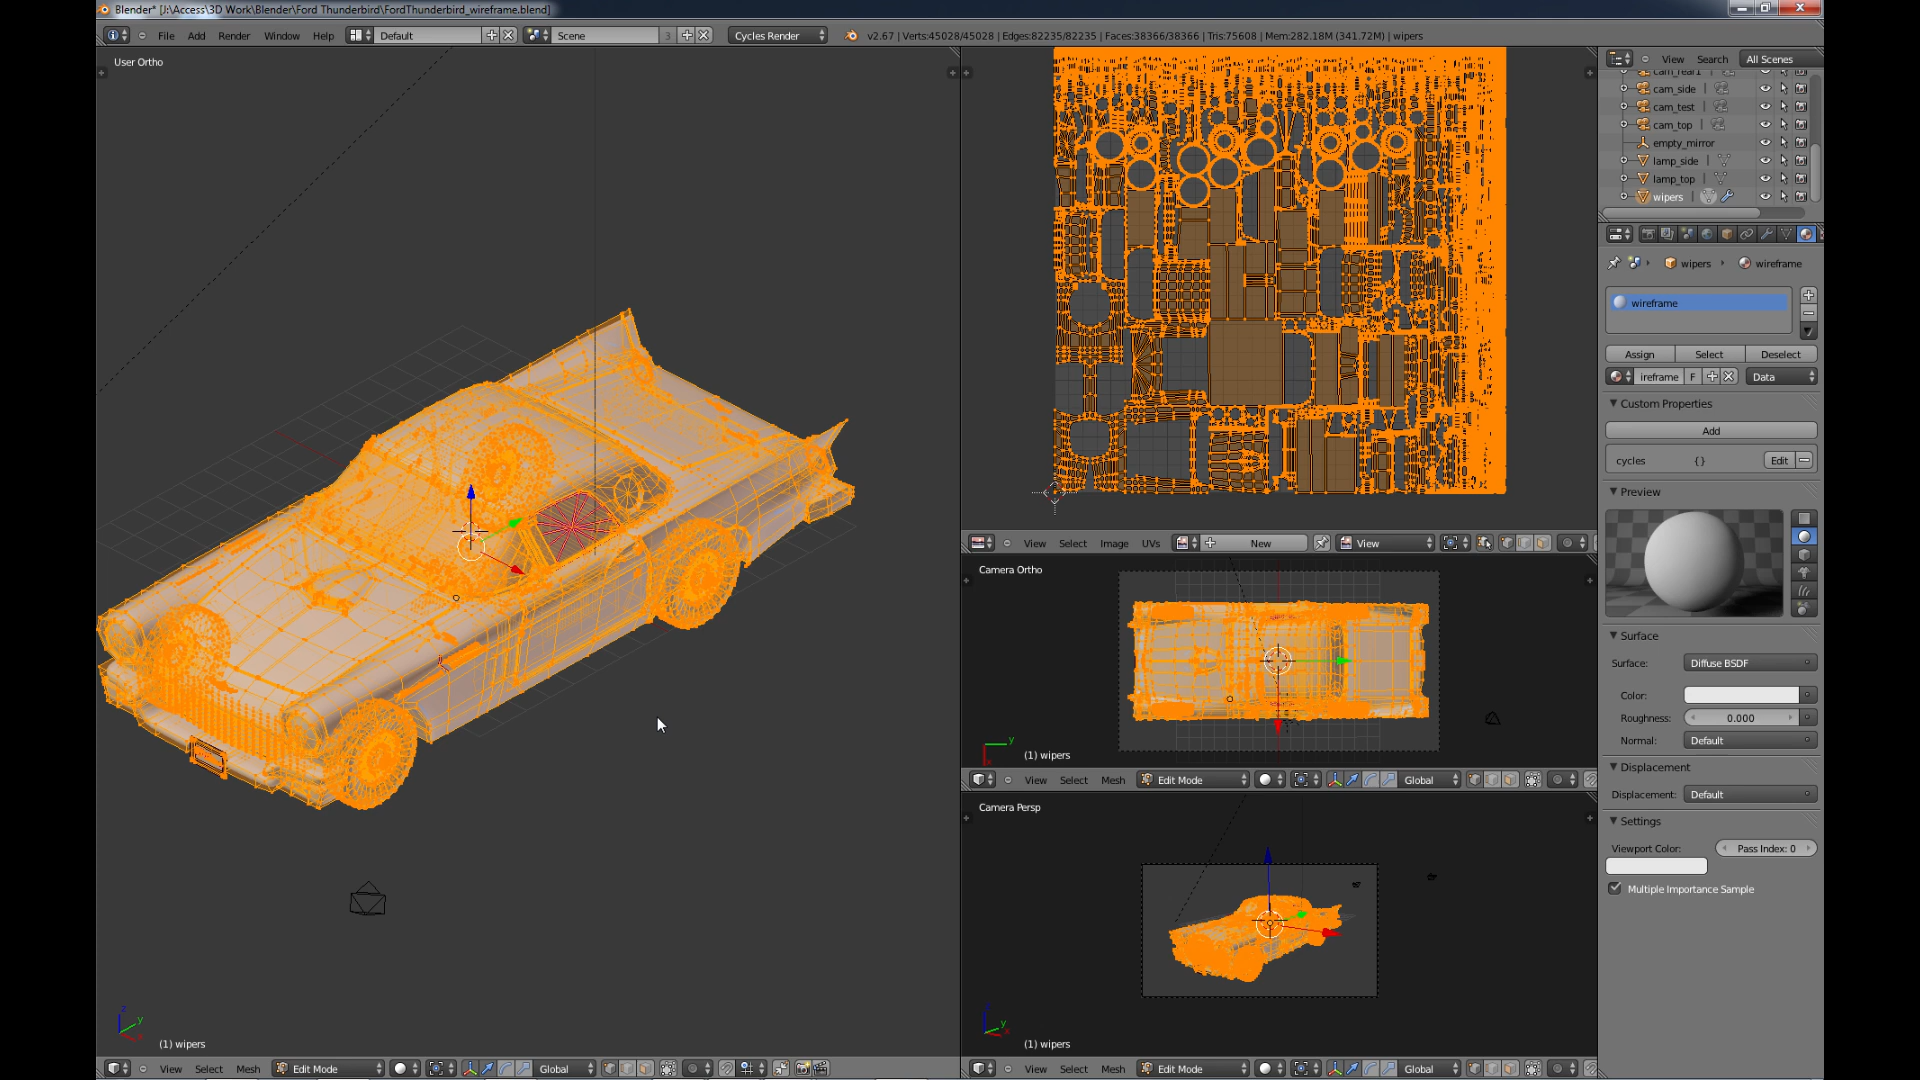 Blender* [J:\Access\3D Work\Blender\Ford Thunderbird\FordThunderbird_wireframe.blend]
File Add Render Window Help Default Scene 3 Cycles Render v2.67 | Verts:45028/45028 | Edges:82235/82235 | Faces:38366/38366 | Tris:75608 | Mem:282.18M (341.72M) | wipers
User Ortho
(1) wipers
View Select Mesh Edit Mode Global
View Select Image UVs New View
Camera Ortho
(1) wipers
View Select Mesh Edit Mode Global
Camera Persp
(1) wipers
View Select Mesh Edit Mode Global
View Search All Scenes
cam_rear1
cam_side
cam_test
cam_top
empty_mirror
lamp_side
lamp_top
wipers
wipers wireframe
wireframe
Assign Select Deselect
ireframe F Data
Custom Properties
Add
cycles {} Edit
Preview
Surface
Surface: Diffuse BSDF
Color:
Roughness: 0.000
Normal: Default
Displacement
Displacement: Default
Settings
Viewport Color: Pass Index: 0
Multiple Importance Sample
z y x
y x
z y x